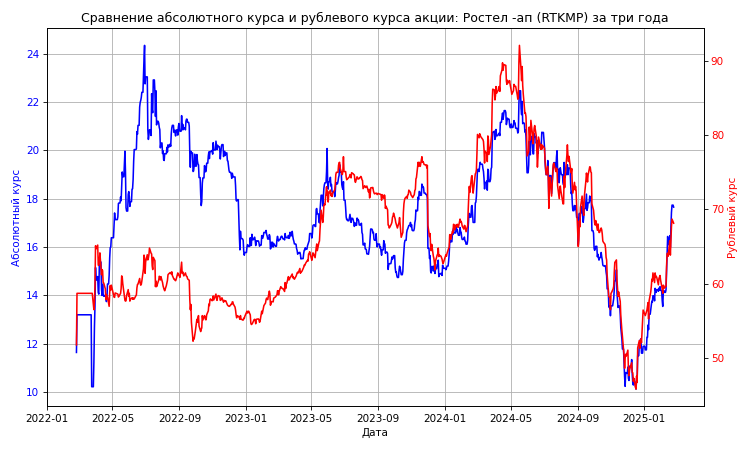 Сравнение абсолютного курса и рублевого курса акции: Ростел -ап (RTKMP) за три года
24
22
20
18
16
14
12
10
Абсолютный курс
90
80
70
60
50
Рублевый курс
2022-01 2022-05 2022-09 2023-01 2023-05 2023-09 2024-01 2024-05 2024-09 2025-01
Дата